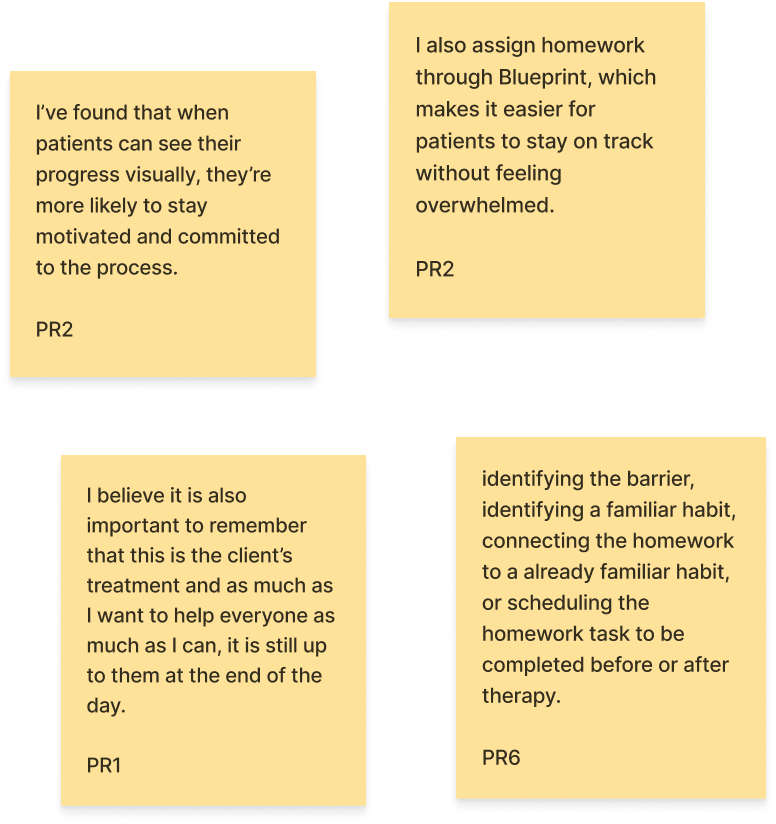 I’ve found that when
patients can see their
progress visually, they’re
more likely to stay
motivated and committed
to the process.
PR2
I also assign homework
through Blueprint, which
makes it easier for
patients to stay on track
without feeling
overwhelmed.
PR2
I believe it is also
important to remember
that this is the client’s
treatment and as much as
I want to help everyone as
much as I can, it is still up
to them at the end of the
day.
PR1
identifying the barrier,
identifying a familiar habit,
connecting the homework
to a already familiar habit,
or scheduling the
homework task to be
completed before or after
therapy.
PR6